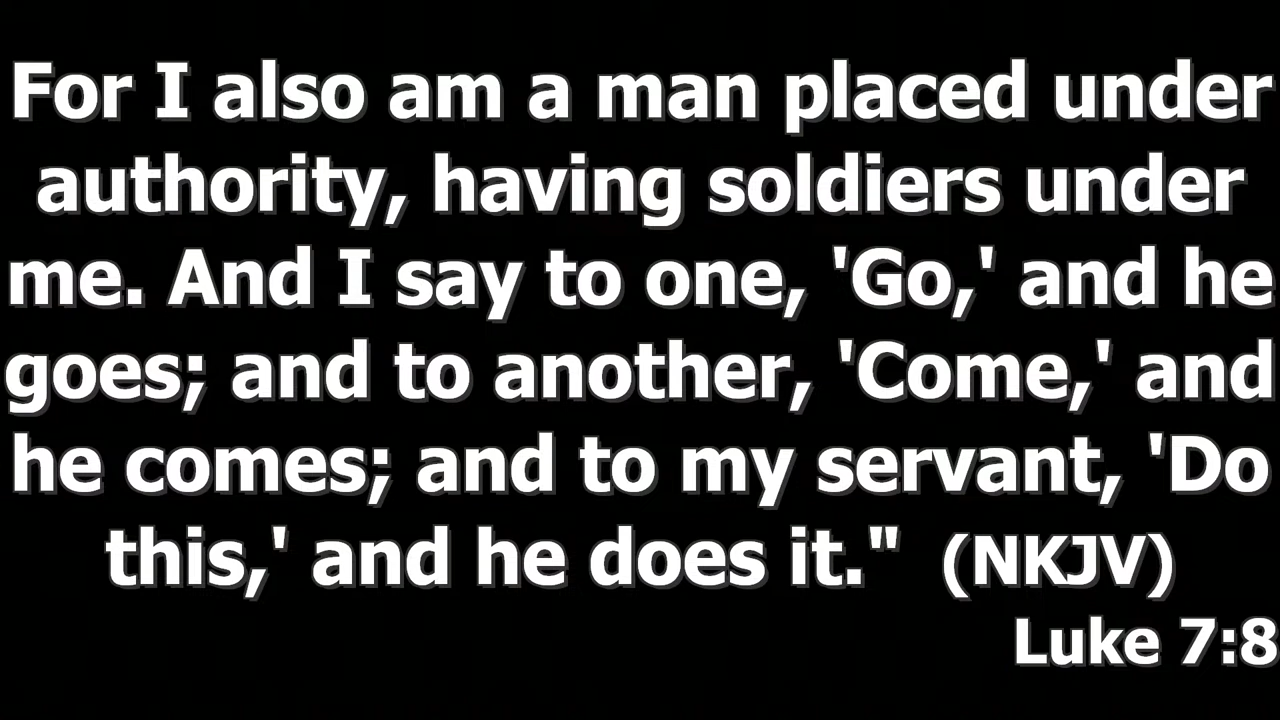 For I also am a man placed under
authority, having soldiers under
me. And I say to one, 'Go,' and he
goes; and to another, 'Come,' and
he comes; and to my servant, 'Do
this,' and he does it."  (NKJV)
Luke 7:8